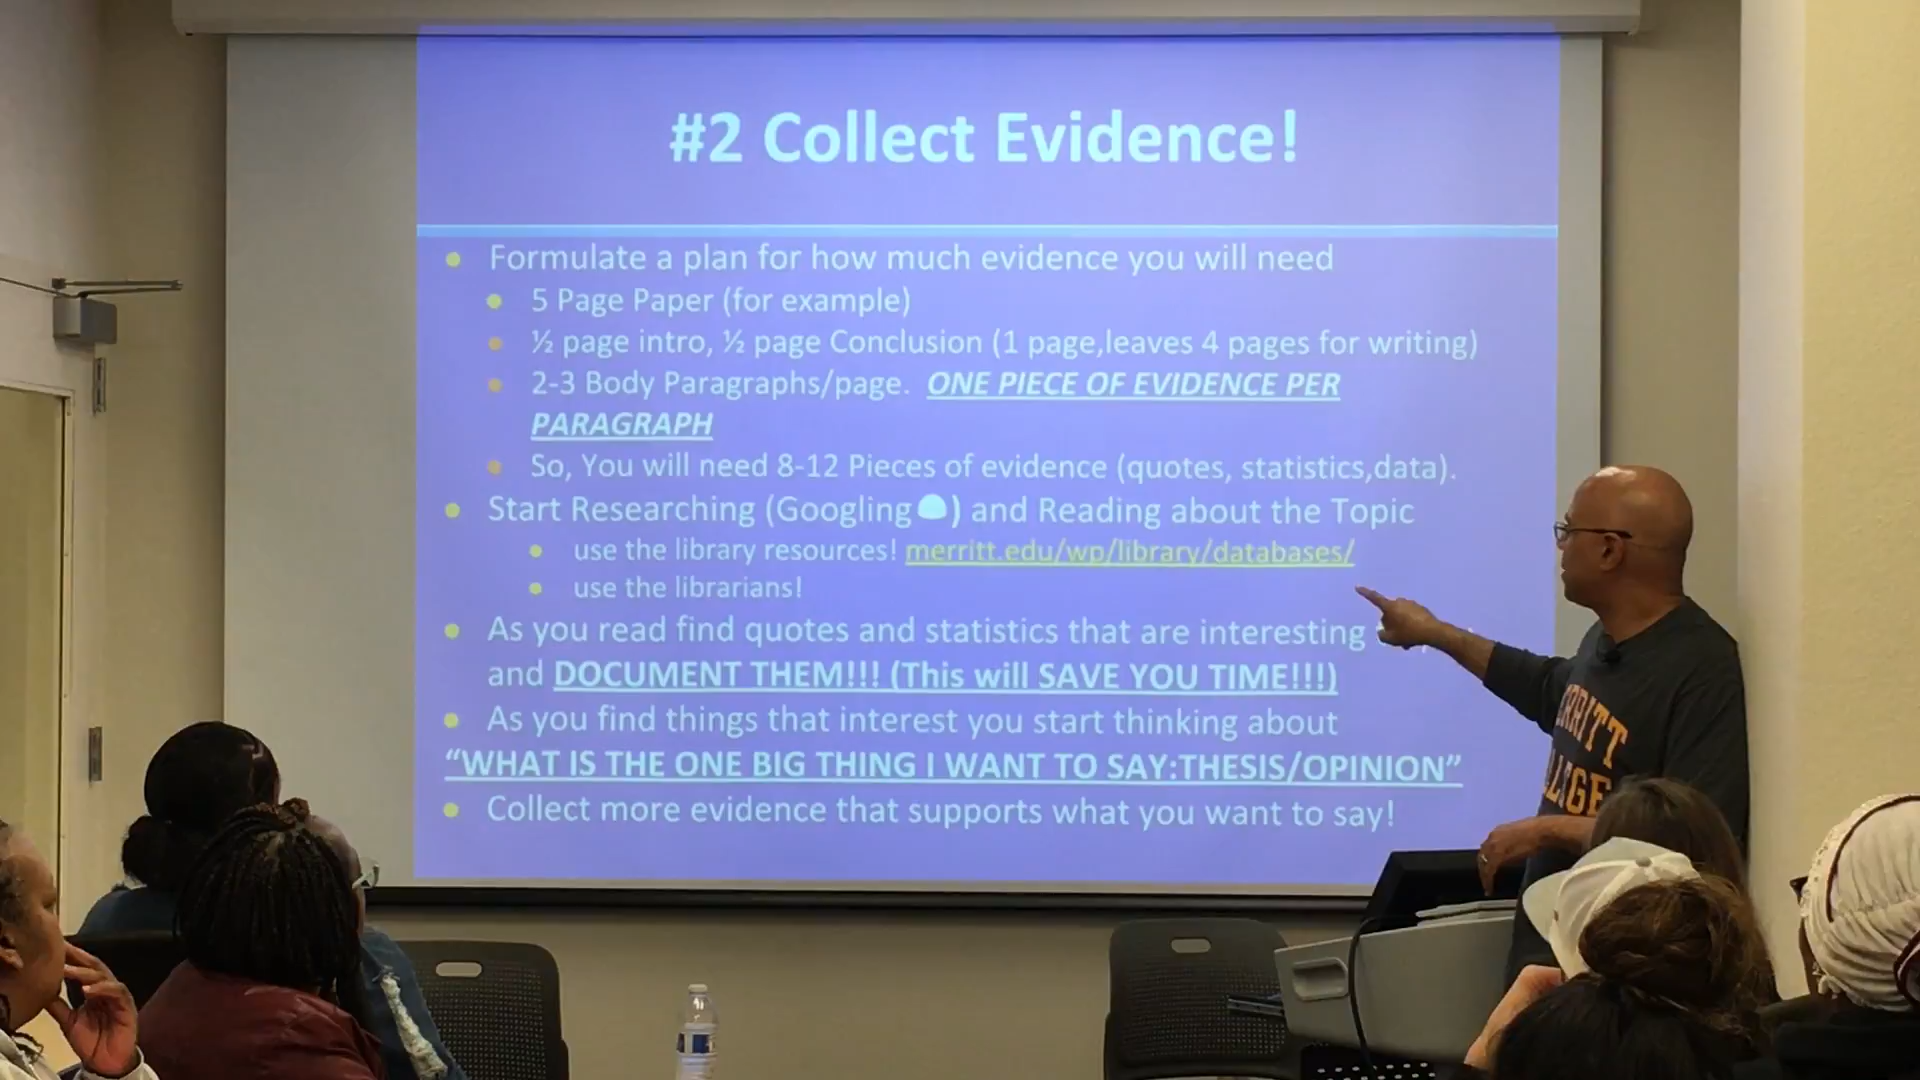 #2 Collect Evidence!
Formulate a plan for how much evidence you will need
5 Page Paper (for example)
½ page intro, ½ page Conclusion (1 page,leaves 4 pages for writing)
2-3 Body Paragraphs/page. ONE PIECE OF EVIDENCE PER
PARAGRAPH
So, You will need 8-12 Pieces of evidence (quotes, statistics,data).
Start Researching (Googling ) and Reading about the Topic
use the library resources! merritt.edu/wp/library/databases/
use the librarians!
As you read find quotes and statistics that are interesting
and DOCUMENT THEM!!! (This will SAVE YOU TIME!!!)
As you find things that interest you start thinking about
“WHAT IS THE ONE BIG THING I WANT TO SAY:THESIS/OPINION”
Collect more evidence that supports what you want to say!